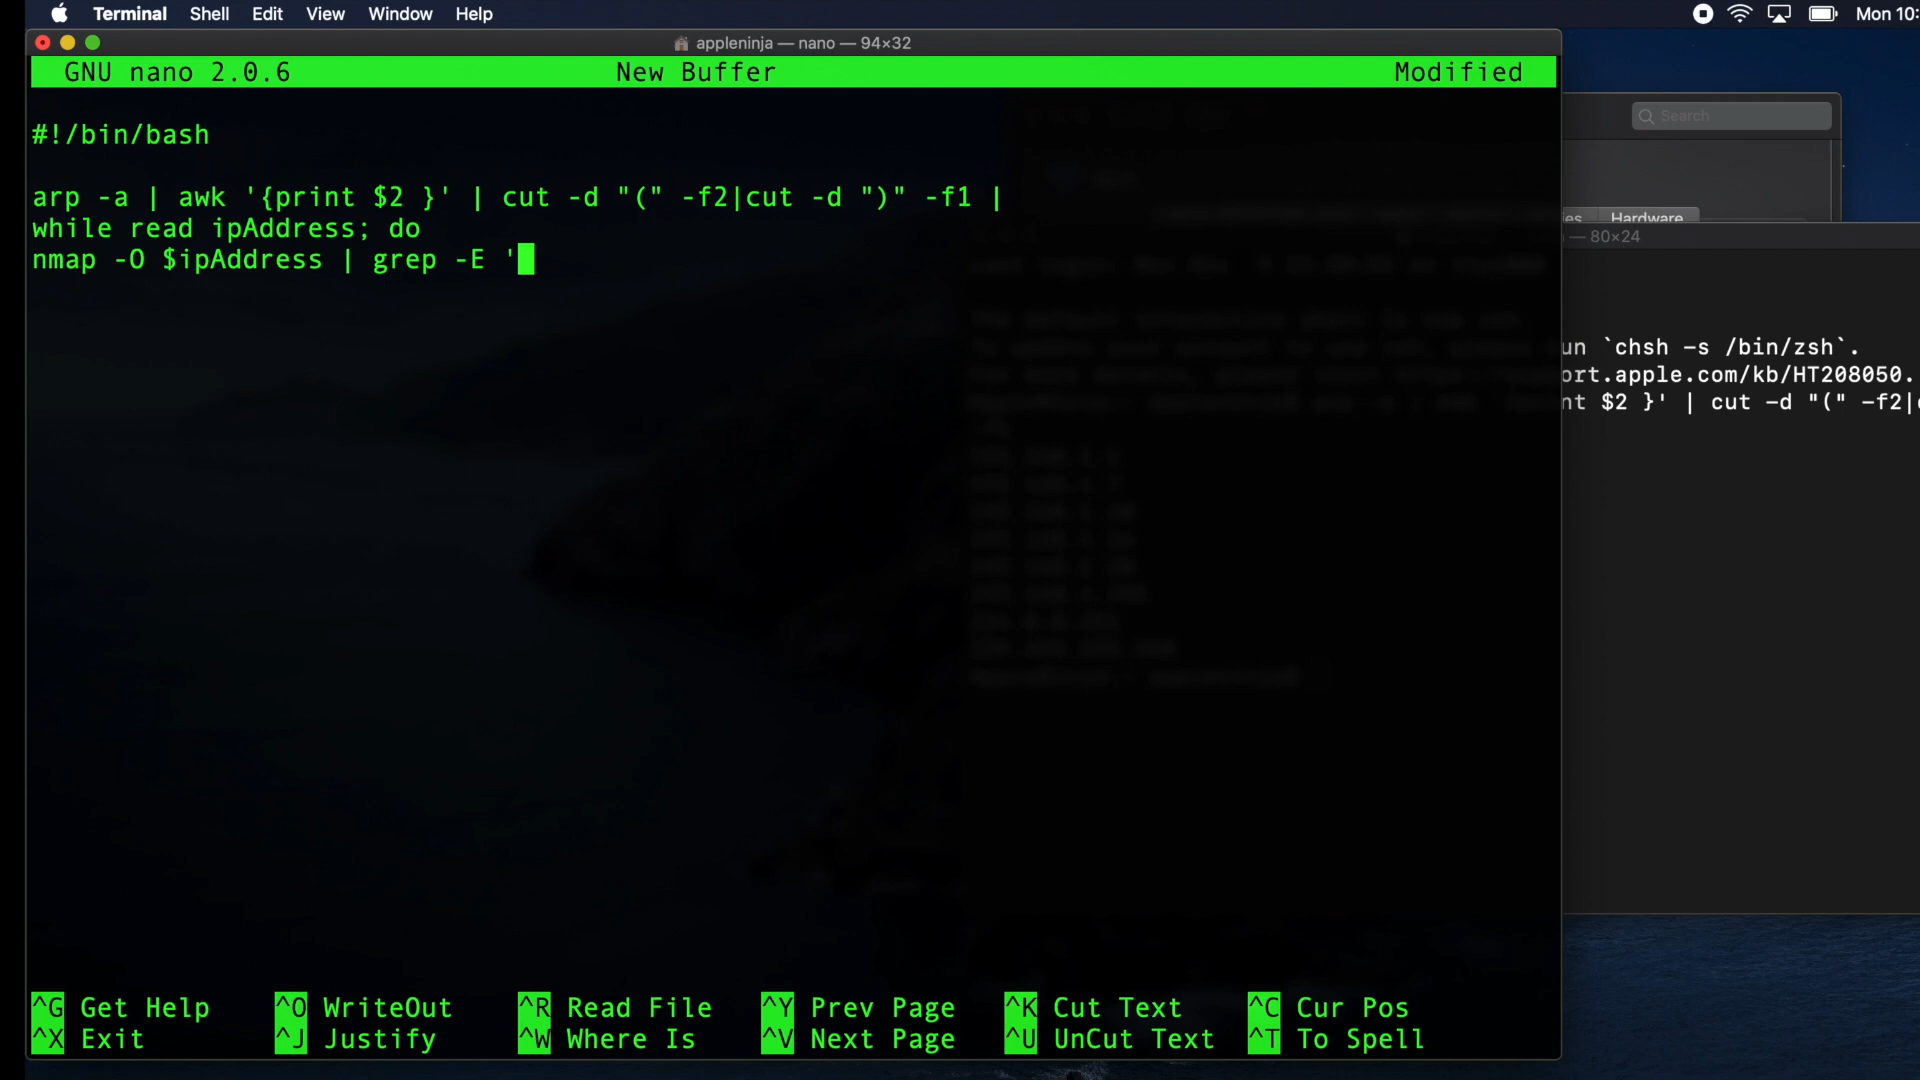 Terminal Shell Edit View Window Help Mon 10:
appleninja — nano — 94×32
GNU nano 2.0.6 New Buffer Modified
#!/bin/bash
arp -a | awk '{print $2 }' | cut -d "(" -f2|cut -d ")" -f1 |
while read ipAddress; do
nmap -O $ipAddress | grep -E '
Search
es Hardware
— 80×24
un `chsh -s /bin/zsh`.
ort.apple.com/kb/HT208050.
nt $2 }' | cut -d "(" -f2|
^G Get Help ^O WriteOut ^R Read File ^Y Prev Page ^K Cut Text ^C Cur Pos
^X Exit ^J Justify ^W Where Is ^V Next Page ^U UnCut Text ^T To Spell